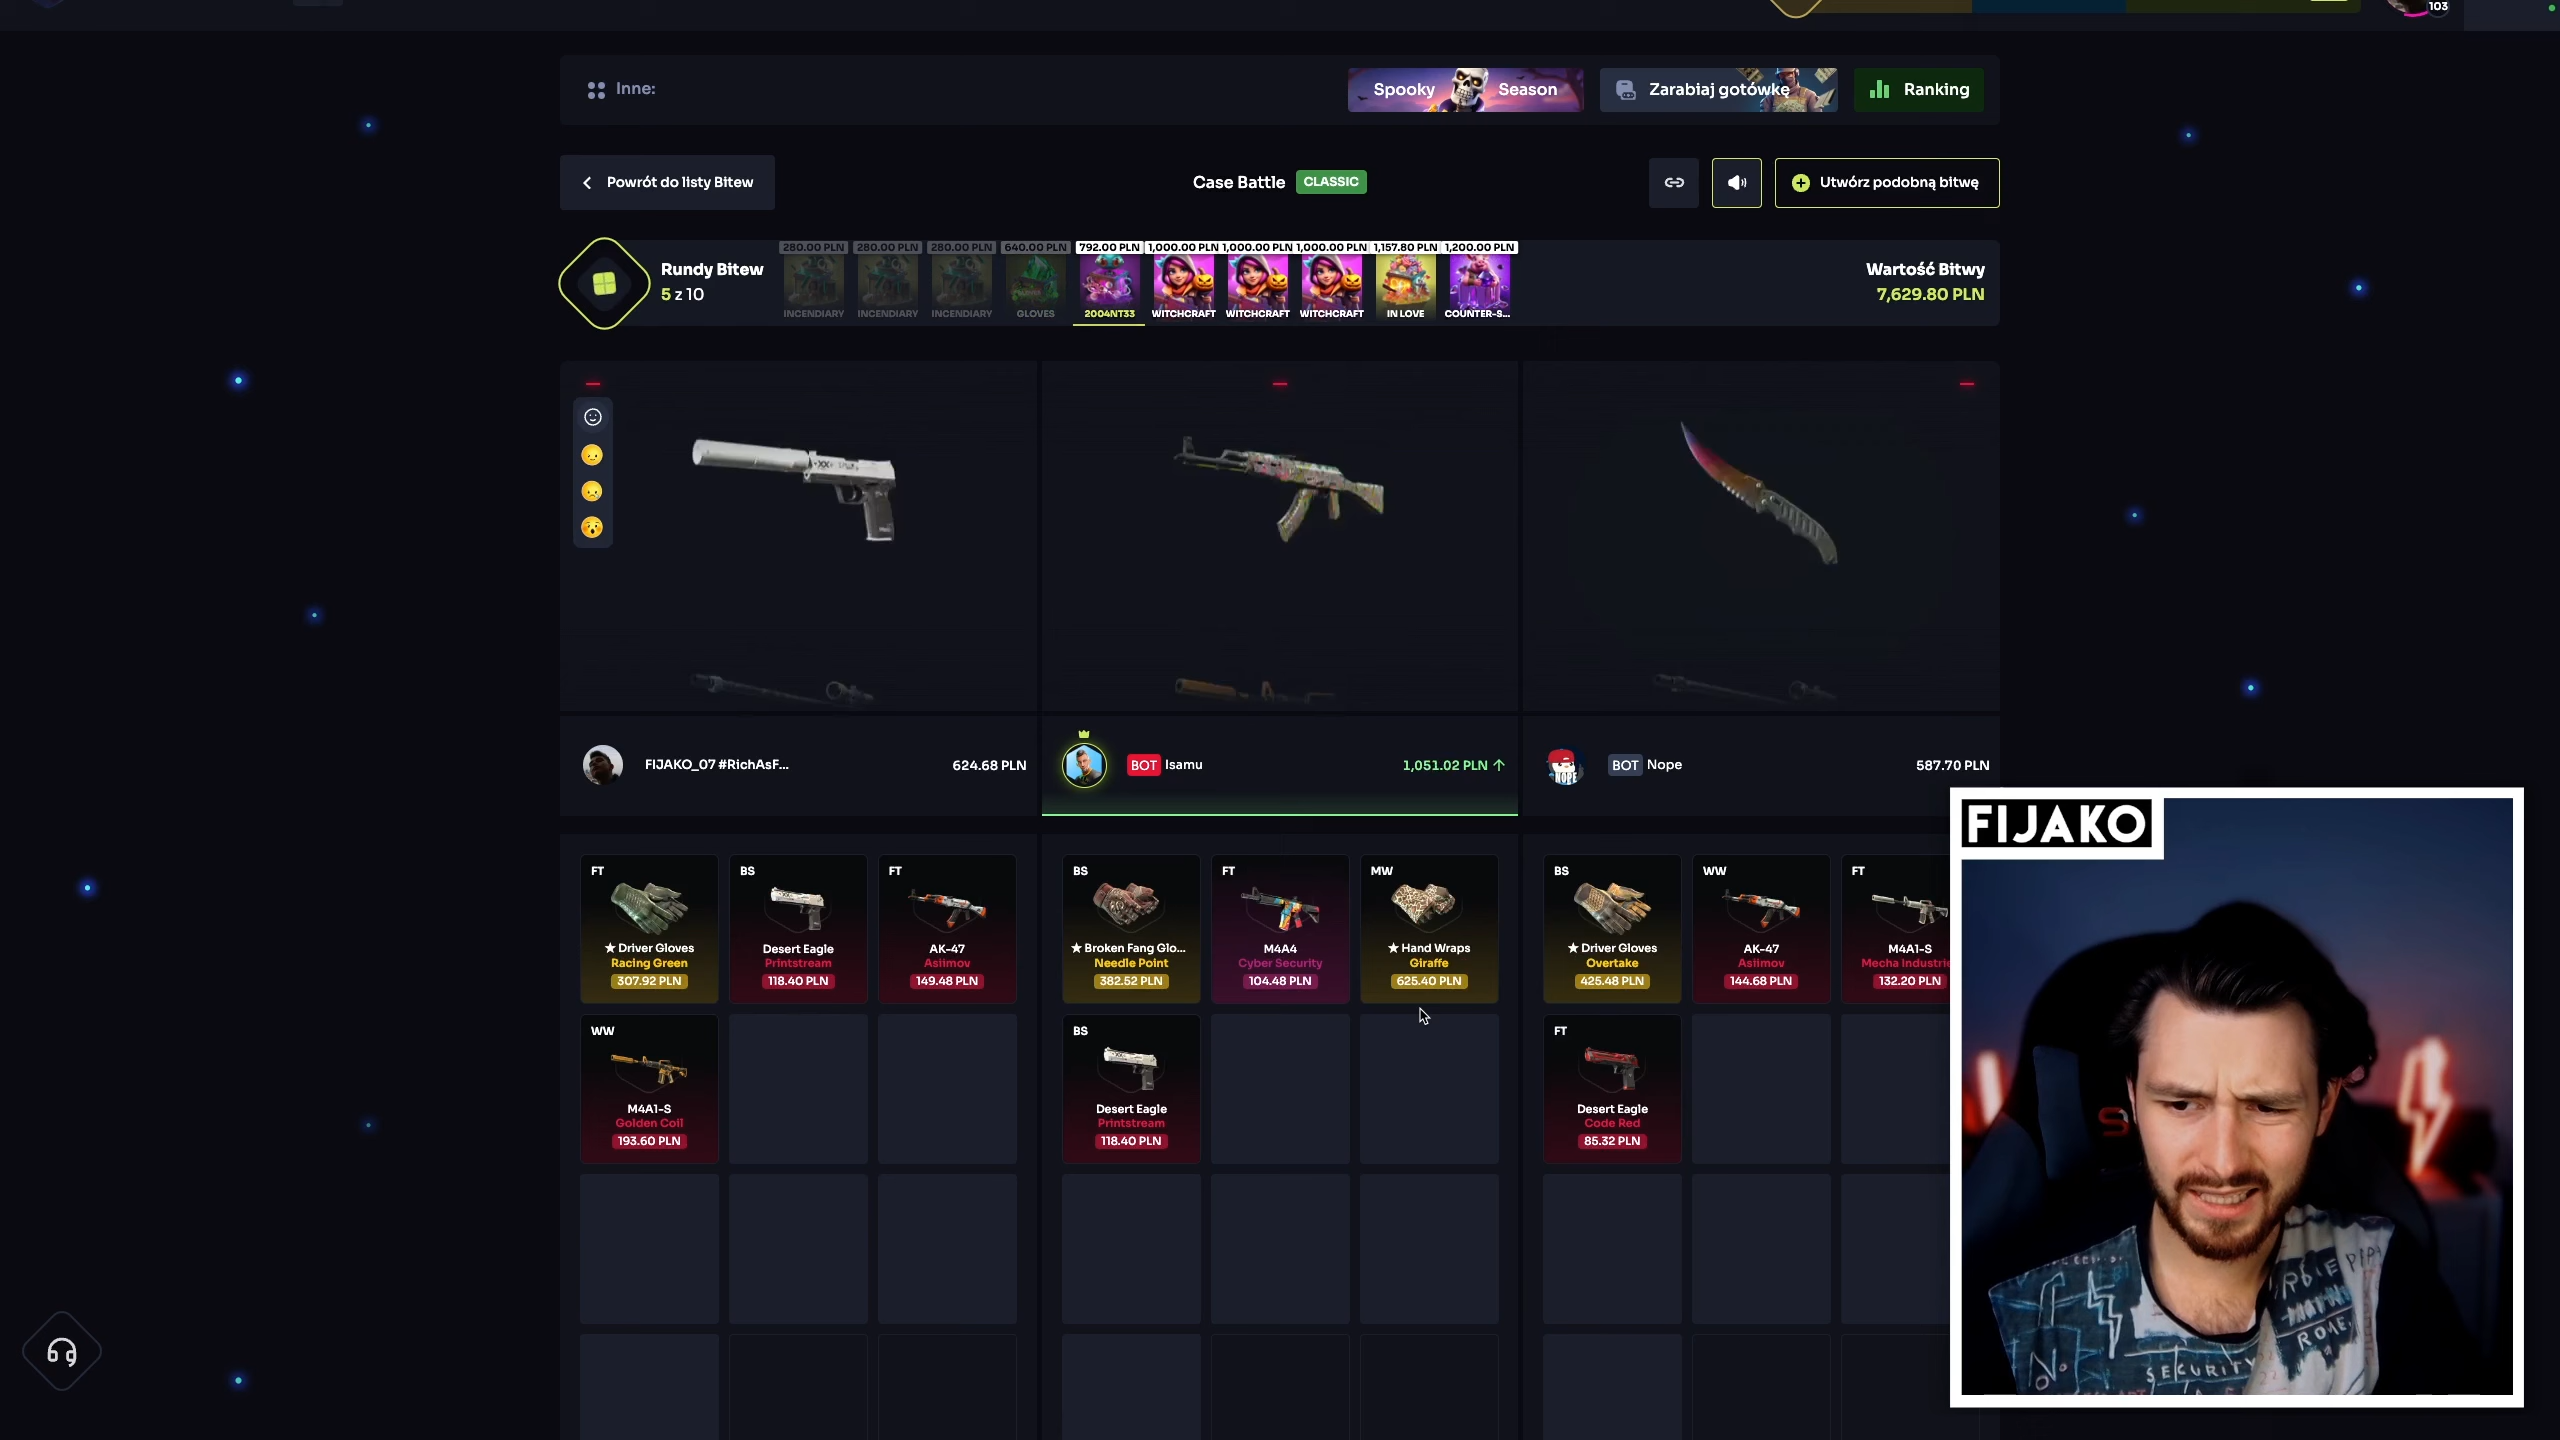 103
Inne:
Spooky Season
Zarabiaj gotówkę
Ranking
Powrót do listy Bitew
Case Battle CLASSIC
Utwórz podobną bitwę
Rundy Bitew
5 z 10
280.00 PLN 280.00 PLN 280.00 PLN 640.00 PLN 792.00 PLN 1,000.00 PLN 1,000.00 PLN 1,000.00 PLN 1,157.80 PLN 1,200.00 PLN
INCENDIARY INCENDIARY INCENDIARY GLOVES 2004NT33 WITCHCRAFT WITCHCRAFT WITCHCRAFT IN LOVE COUNTER-S...
Wartość Bitwy
7,629.80 PLN
FIJAKO_07 #RichAsF... 624.68 PLN
BOT Isamu 1,051.02 PLN
NOPE
BOT Nope 587.70 PLN
FT
★ Driver Gloves
Racing Green
307.92 PLN
BS
Desert Eagle
Printstream
118.40 PLN
FT
AK-47
Asiimov
149.48 PLN
WW
M4A1-S
Golden Coil
193.60 PLN
BS
★ Broken Fang Glo...
Needle Point
382.52 PLN
FT
M4A4
Cyber Security
104.48 PLN
MW
★ Hand Wraps
Giraffe
625.40 PLN
BS
Desert Eagle
Printstream
118.40 PLN
BS
★ Driver Gloves
Overtake
425.48 PLN
WW
AK-47
Asiimov
144.68 PLN
FT
M4A1-S
Mecha Industrie
132.20 PLN
FT
Desert Eagle
Code Red
85.32 PLN
FIJAKO
SECURITY